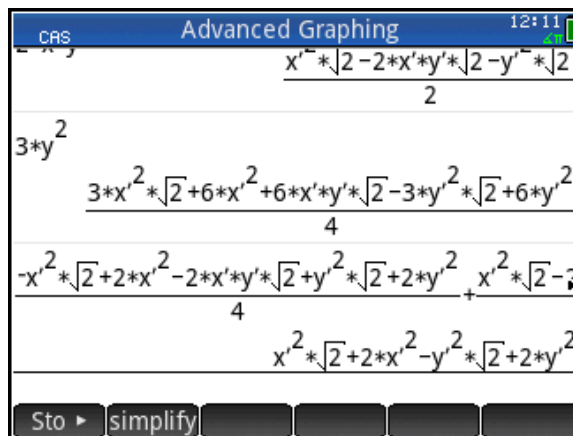 CAS Advanced Graphing 12:11
∡π
x'^2*√2-2*x'*y'*√2-y'^2*√2
2
3*y^2
3*x'^2*√2+6*x'^2+6*x'*y'*√2-3*y'^2*√2+6*y'^2
4
-x'^2*√2+2*x'^2-2*x'*y'*√2+y'^2*√2+2*y'^2
4
+
x'^2*√2-
x'^2*√2+2*x'^2-y'^2*√2+2*y'^2
Sto ▸ simplify